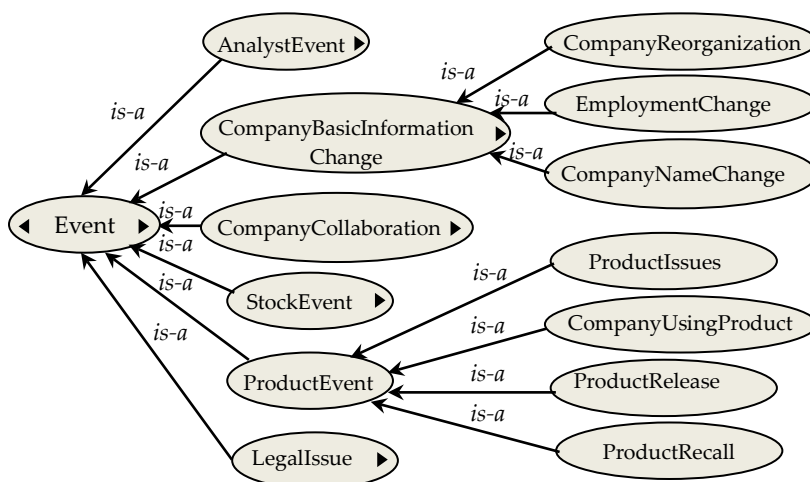 AnalystEvent
CompanyReorganization
is-a
is-a
is-a
EmploymentChange
CompanyBasicInformation
Change
is-a
is-a
CompanyNameChange
Event
is-a
CompanyCollaboration
is-a
StockEvent
is-a
ProductIssues
is-a
CompanyUsingProduct
is-a
is-a
ProductEvent
is-a
ProductRelease
is-a
ProductRecall
LegalIssue